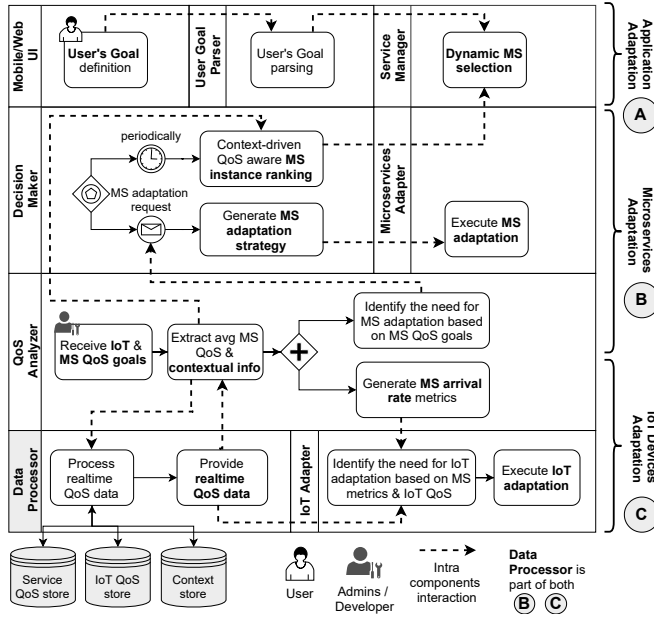 Mobile/Web
UI
User's Goal
definition
User Goal
Parser
User's Goal
parsing
Service
Manager
Dynamic MS
selection
Application
Adaptation
A
Decision
Maker
periodically
MS adaptation
request
Context-driven
QoS aware MS
instance ranking
Generate MS
adaptation
strategy
Microservices
Adapter
Execute MS
adaptation
Microservices
Adaptation
B
QoS
Analyzer
Receive IoT &
MS QoS goals
Extract avg MS
QoS &
contextual info
Identify the need for
MS adaptation based
on MS QoS goals
Generate MS arrival
rate metrics
IoT Devices
Adaptation
C
Data
Processor
Process
realtime
QoS data
Provide
realtime
QoS data
IoT Adapter
Identify the need for IoT
adaptation based on MS
metrics & IoT QoS
Execute IoT
adaptation
Service
QoS store
IoT QoS
store
Context
store
User
Admins /
Developer
Intra
components
interaction
Data
Processor is
part of both
B C